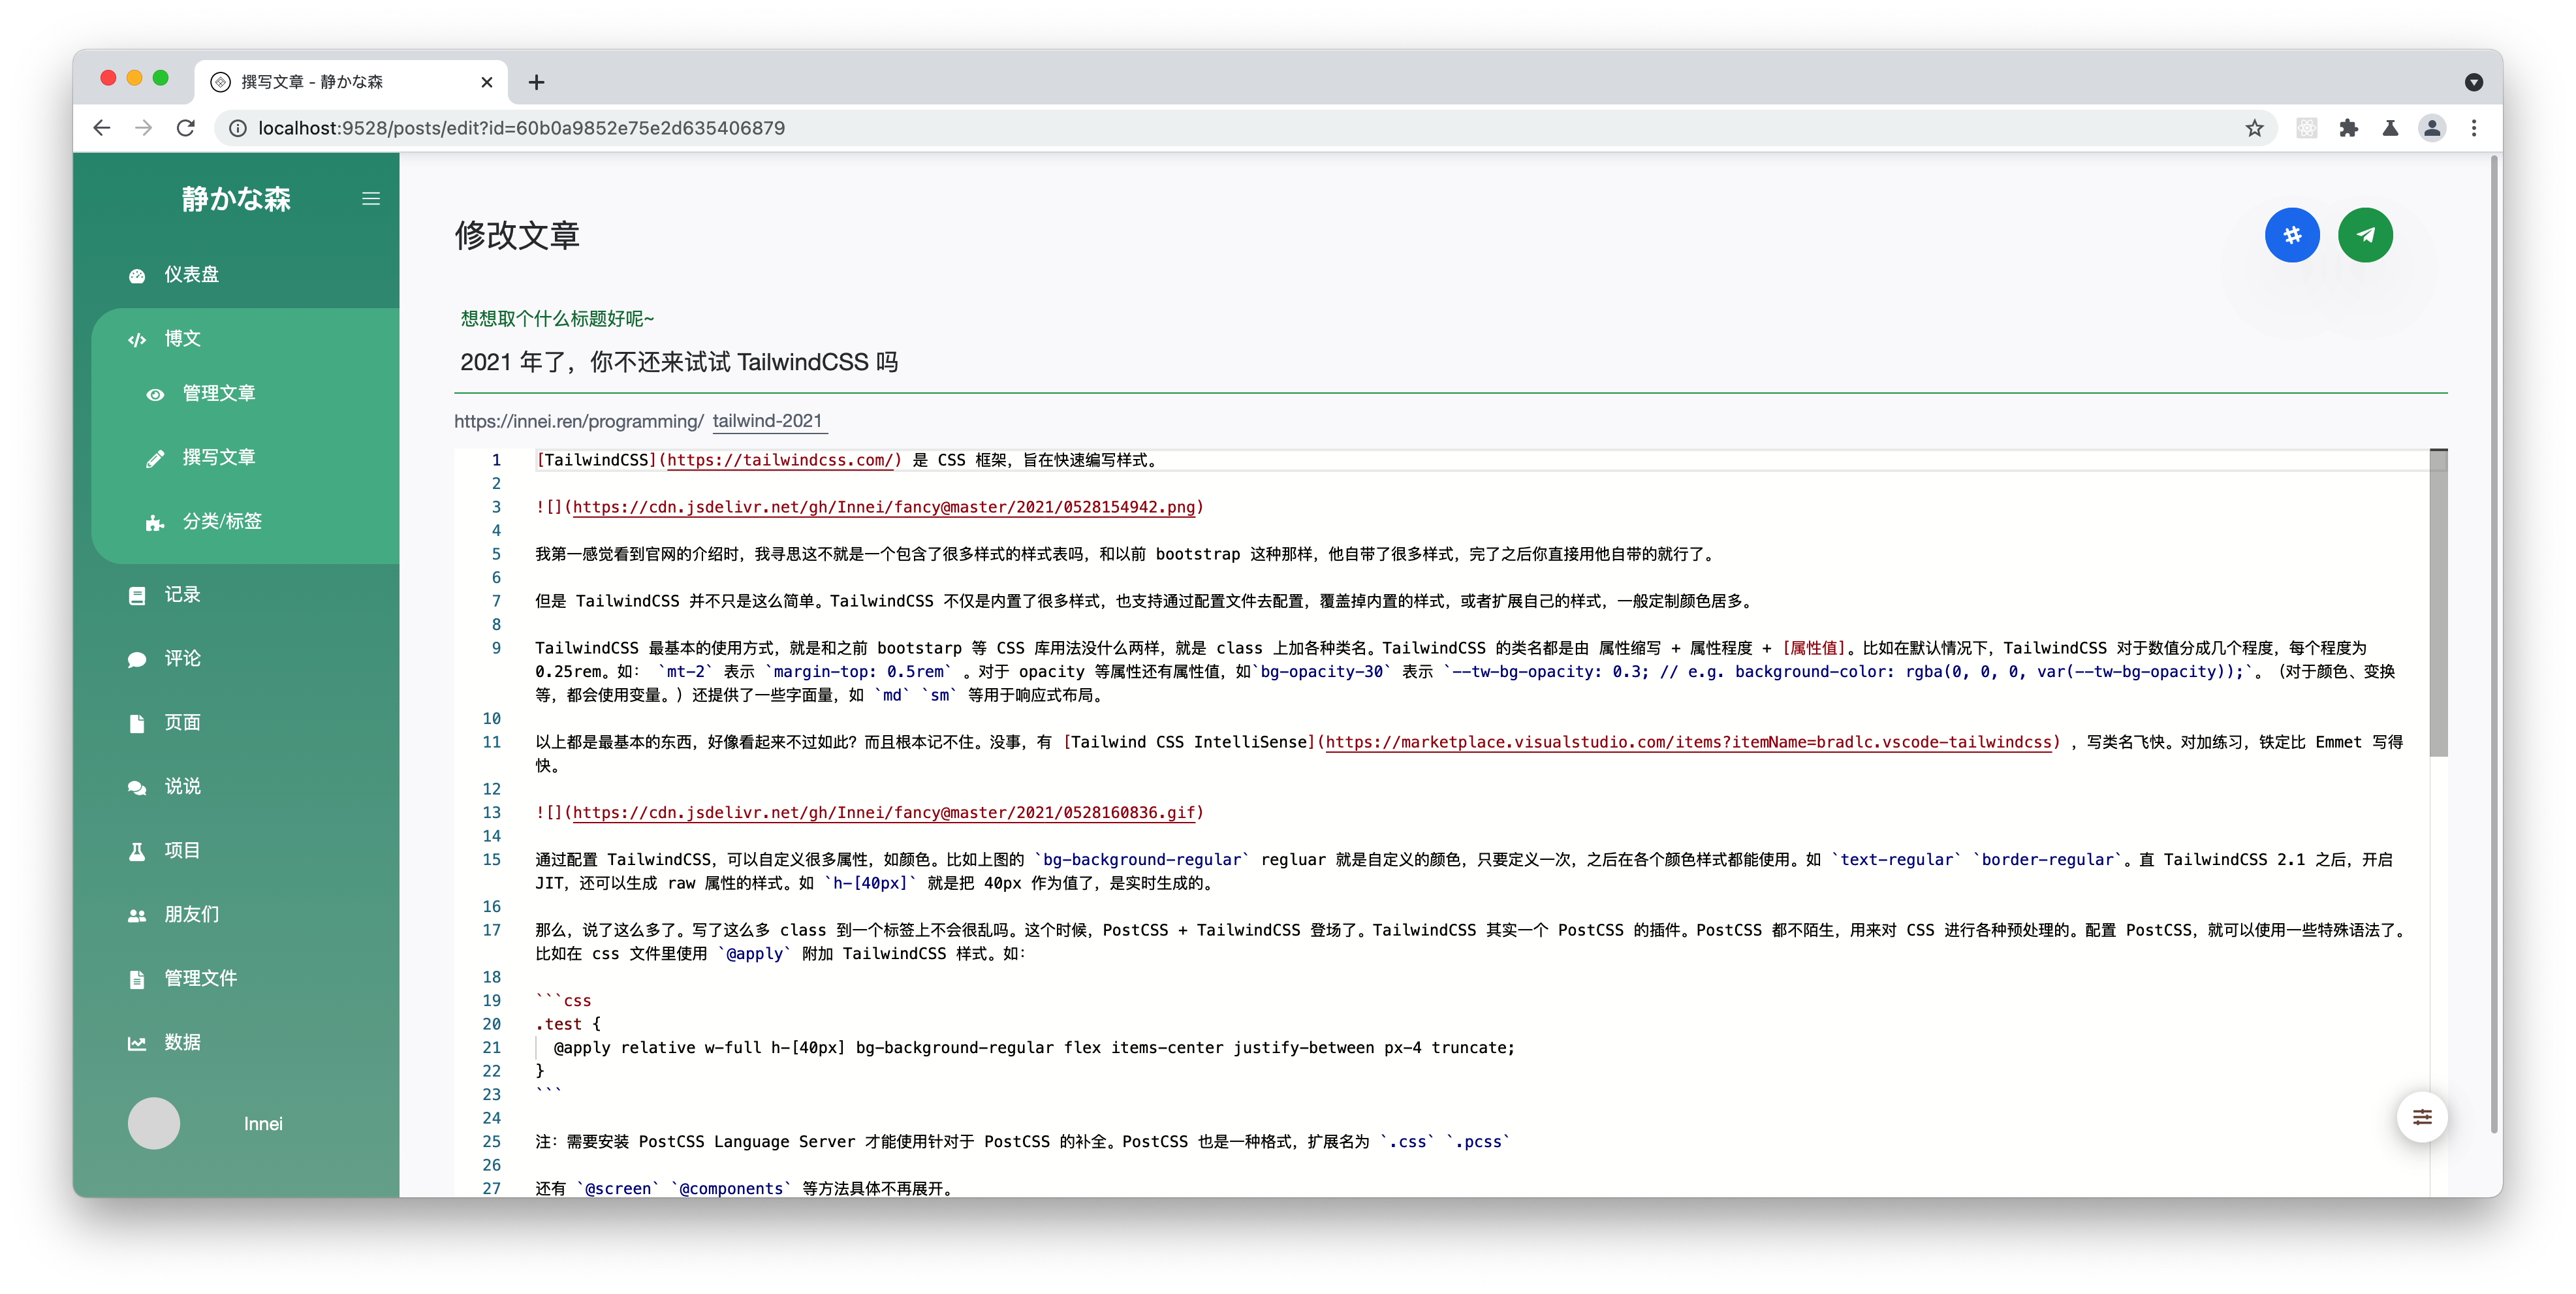 撰写文章 - 静かな森
localhost:9528/posts/edit?id=60b0a9852e75e2d635406879
静かな森
仪表盘
博文
管理文章
撰写文章
分类/标签
记录
评论
页面
说说
项目
朋友们
管理文件
数据
Innei
修改文章
想想取个什么标题好呢~
2021 年了，你不还来试试 TailwindCSS 吗
https://innei.ren/programming/ tailwind-2021
1 [TailwindCSS](https://tailwindcss.com/) 是 CSS 框架，旨在快速编写样式。
2
3 ![](https://cdn.jsdelivr.net/gh/Innei/fancy@master/2021/0528154942.png)
4
5 我第一感觉看到官网的介绍时，我寻思这不就是一个包含了很多样式的样式表吗，和以前 bootstrap 这种那样，他自带了很多样式，完了之后你直接用他自带的就行了。
6
7 但是 TailwindCSS 并不只是这么简单。TailwindCSS 不仅是内置了很多样式，也支持通过配置文件去配置，覆盖掉内置的样式，或者扩展自己的样式，一般定制颜色居多。
8
9 TailwindCSS 最基本的使用方式，就是和之前 bootstarp 等 CSS 库用法没什么两样，就是 class 上加各种类名。TailwindCSS 的类名都是由 属性缩写 + 属性程度 + [属性值]。比如在默认情况下，TailwindCSS 对于数值分成几个程度，每个程度为
0.25rem。如： `mt-2` 表示 `margin-top: 0.5rem` 。对于 opacity 等属性还有属性值，如`bg-opacity-30` 表示 `--tw-bg-opacity: 0.3; // e.g. background-color: rgba(0, 0, 0, var(--tw-bg-opacity));`。（对于颜色、变换
等，都会使用变量。）还提供了一些字面量，如 `md` `sm` 等用于响应式布局。
10
11 以上都是最基本的东西，好像看起来不过如此？而且根本记不住。没事，有 [Tailwind CSS IntelliSense](https://marketplace.visualstudio.com/items?itemName=bradlc.vscode-tailwindcss) ，写类名飞快。对加练习，铁定比 Emmet 写得
快。
12
13 ![](https://cdn.jsdelivr.net/gh/Innei/fancy@master/2021/0528160836.gif)
14
15 通过配置 TailwindCSS，可以自定义很多属性，如颜色。比如上图的 `bg-background-regular` regluar 就是自定义的颜色，只要定义一次，之后在各个颜色样式都能使用。如 `text-regular` `border-regular`。直 TailwindCSS 2.1 之后，开启
JIT，还可以生成 raw 属性的样式。如 `h-[40px]` 就是把 40px 作为值了，是实时生成的。
16
17 那么，说了这么多了。写了这么多 class 到一个标签上不会很乱吗。这个时候，PostCSS + TailwindCSS 登场了。TailwindCSS 其实一个 PostCSS 的插件。PostCSS 都不陌生，用来对 CSS 进行各种预处理的。配置 PostCSS，就可以使用一些特殊语法了。
比如在 css 文件里使用 `@apply` 附加 TailwindCSS 样式。如：
18
19 ```css
20 .test {
21 @apply relative w-full h-[40px] bg-background-regular flex items-center justify-between px-4 truncate;
22 }
23 ```
24
25 注：需要安装 PostCSS Language Server 才能使用针对于 PostCSS 的补全。PostCSS 也是一种格式，扩展名为 `.css` `.pcss`
26
27 还有 `@screen` `@components` 等方法具体不再展开。